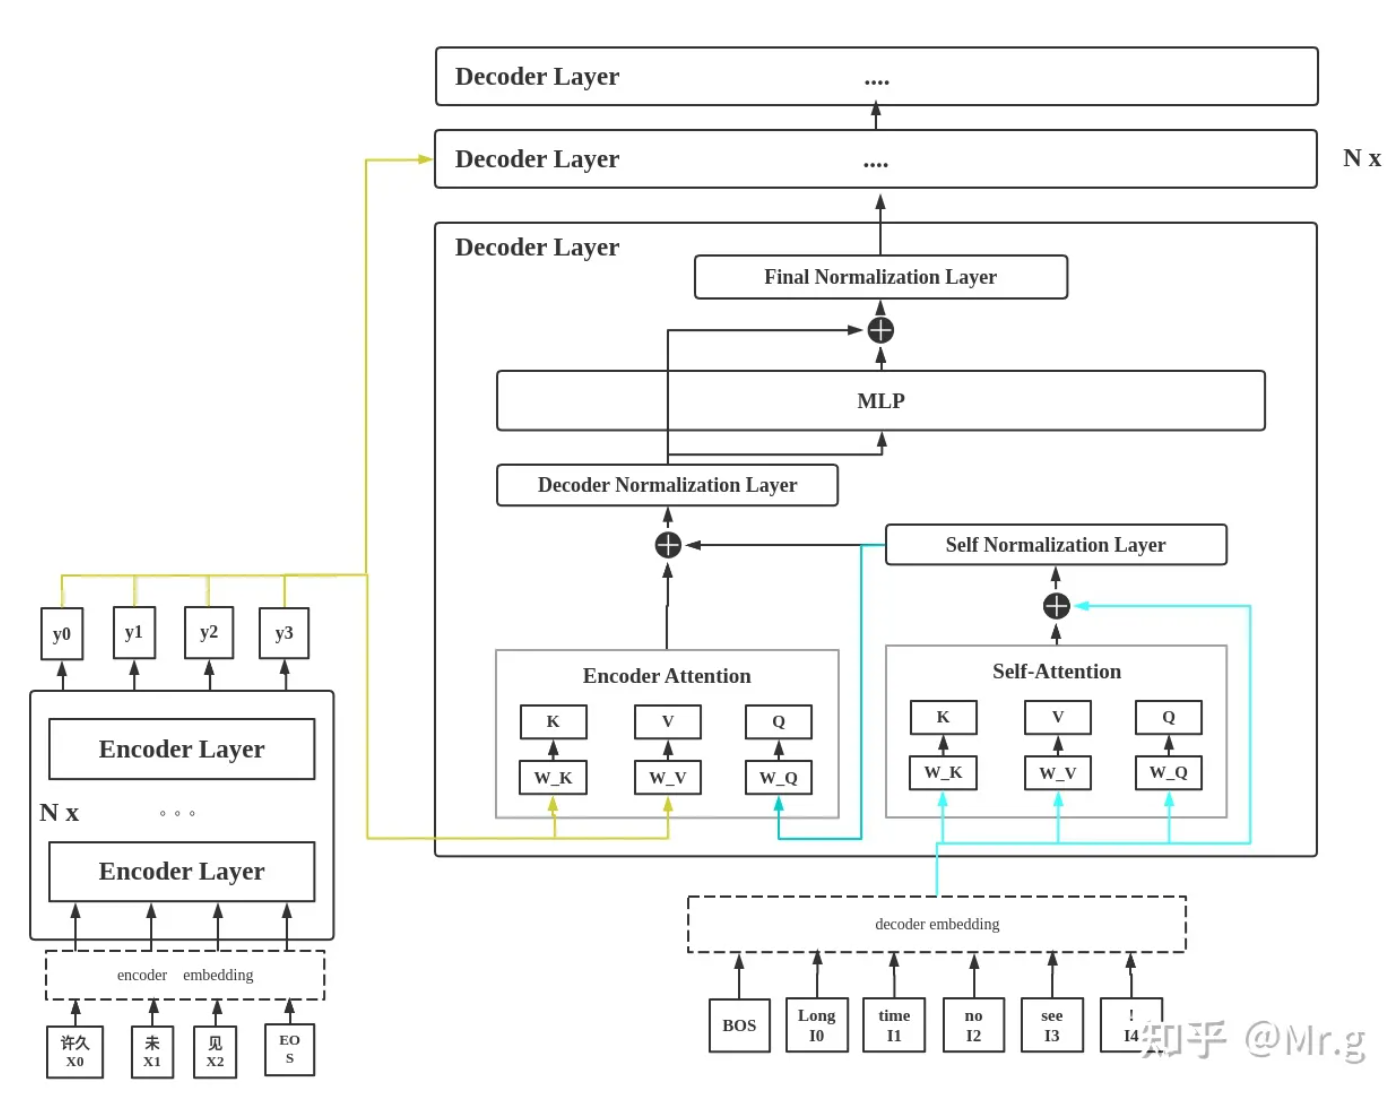 Decoder Layer ....
Decoder Layer ....
N x
Decoder Layer
Final Normalization Layer
MLP
Decoder Normalization Layer
Self Normalization Layer
Encoder Attention
K V Q
W_K W_V W_Q
Self-Attention
K V Q
W_K W_V W_Q
y0 y1 y2 y3
Encoder Layer
N x
Encoder Layer
encoder embedding
许久
X0
未
X1
见
X2
EO
S
decoder embedding
BOS
Long
I0
time
I1
no
I2
see
I3
!
I4
知乎 @Mr.g